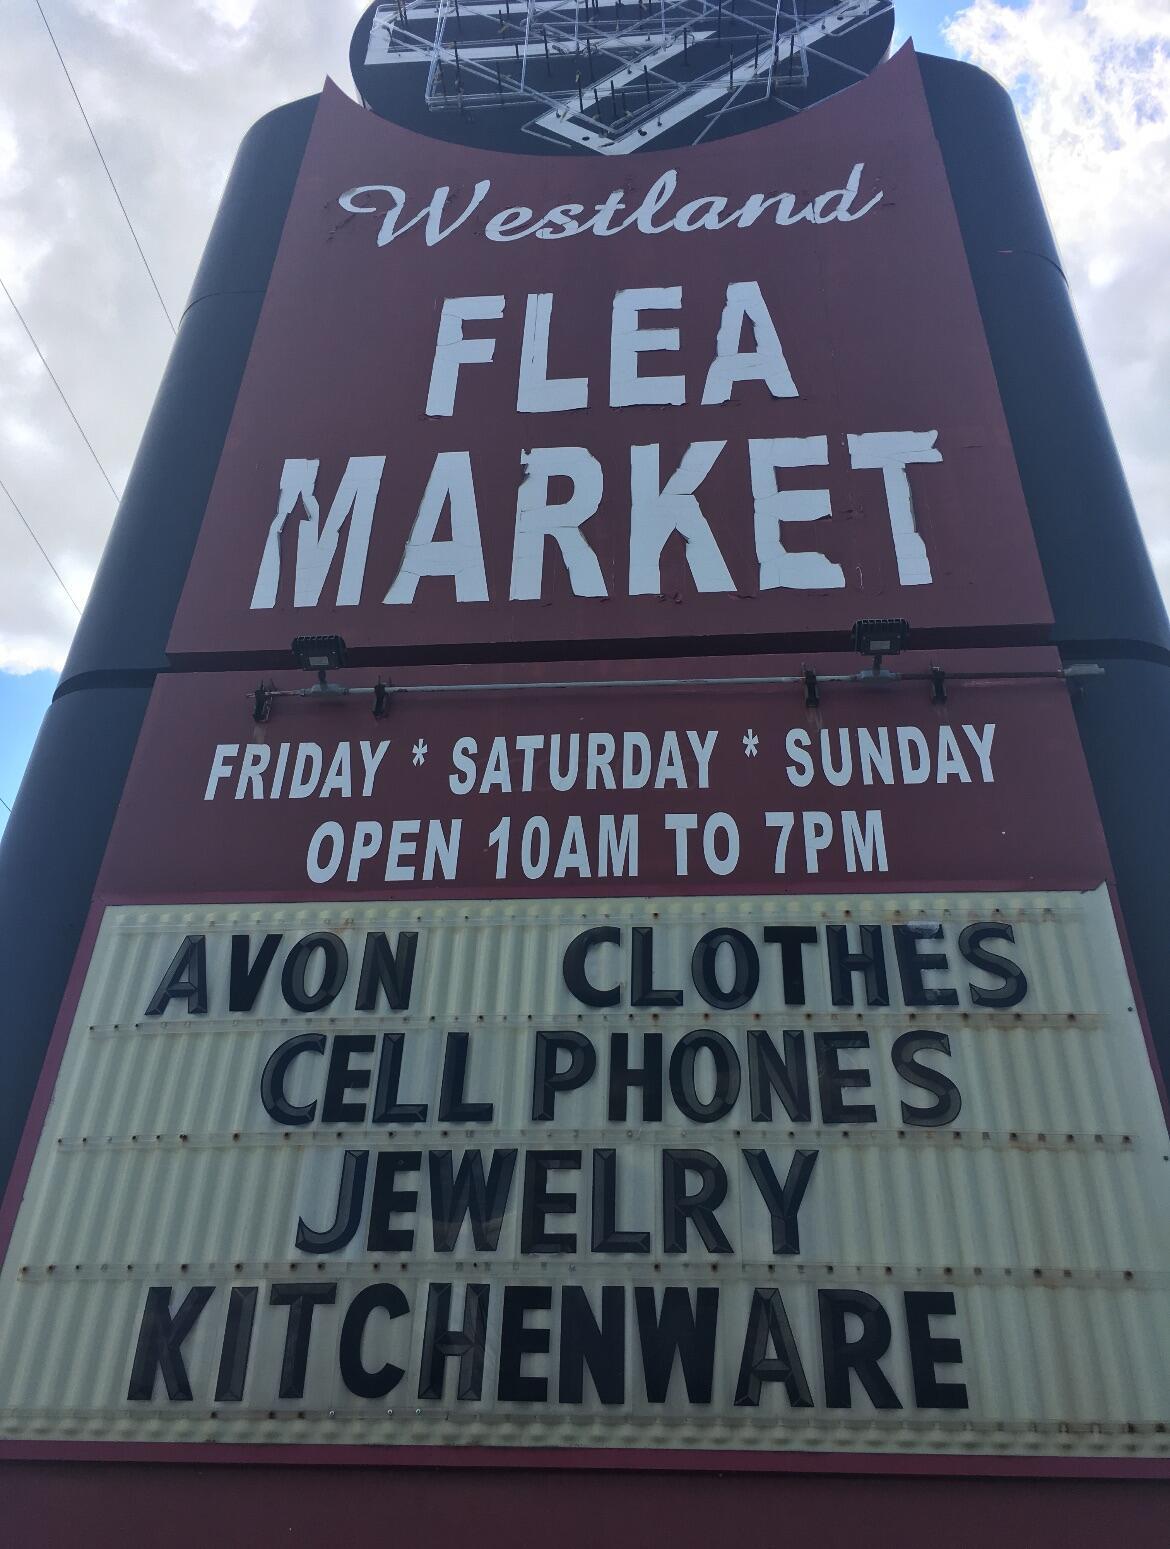 Westland
FLEA
MARKET
FRIDAY * SATURDAY * SUNDAY
OPEN 10AM TO 7PM
AVON CLOTHES
CELL PHONES
JEWELRY
KITCHENWARE